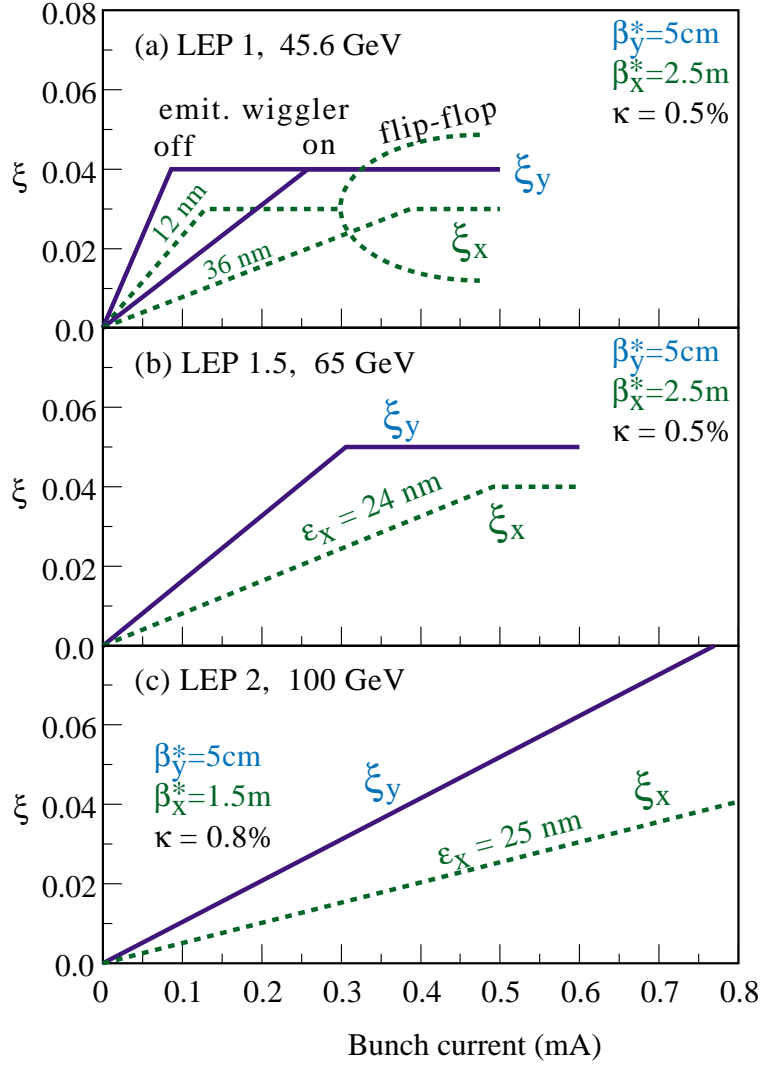 0.08
(a) LEP 1, 45.6 GeV
β*y=5cm
β*x=2.5m
κ = 0.5%
0.06
emit. wiggler
off
on
flip-flop
ξ
0.04
ξy
12 nm
0.02
36 nm
ξx
0.0
(b) LEP 1.5, 65 GeV
β*y=5cm
β*x=2.5m
κ = 0.5%
0.06
ξy
ξ
0.04
εx = 24 nm
ξx
0.02
0.0
(c) LEP 2, 100 GeV
0.06
β*y=5cm
β*x=1.5m
κ = 0.8%
ξy
ξx
ξ
0.04
εx = 25 nm
0.02
0.0
0 0.1 0.2 0.3 0.4 0.5 0.6 0.7 0.8
Bunch current (mA)